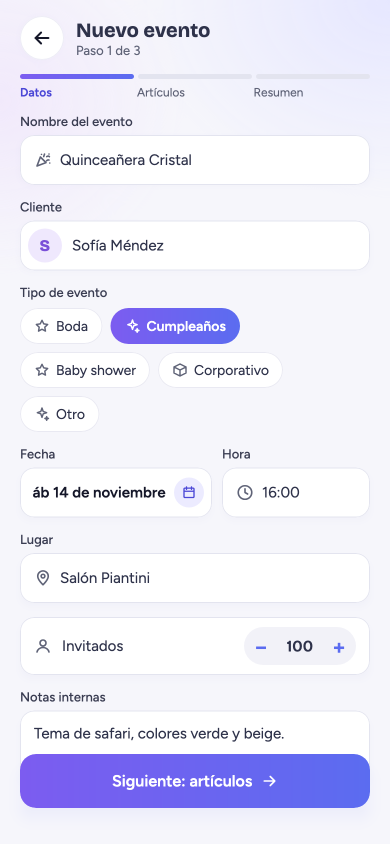 Nuevo evento
Paso 1 de 3
Datos Artículos Resumen
Nombre del evento
Quinceañera Cristal
Cliente
S Sofía Méndez
Tipo de evento
Boda Cumpleaños
Baby shower Corporativo
Otro
Fecha Hora
áb 14 de noviembre 16:00
Lugar
Salón Piantini
Invitados − 100 +
Notas internas
Tema de safari, colores verde y beige.
Siguiente: artículos →